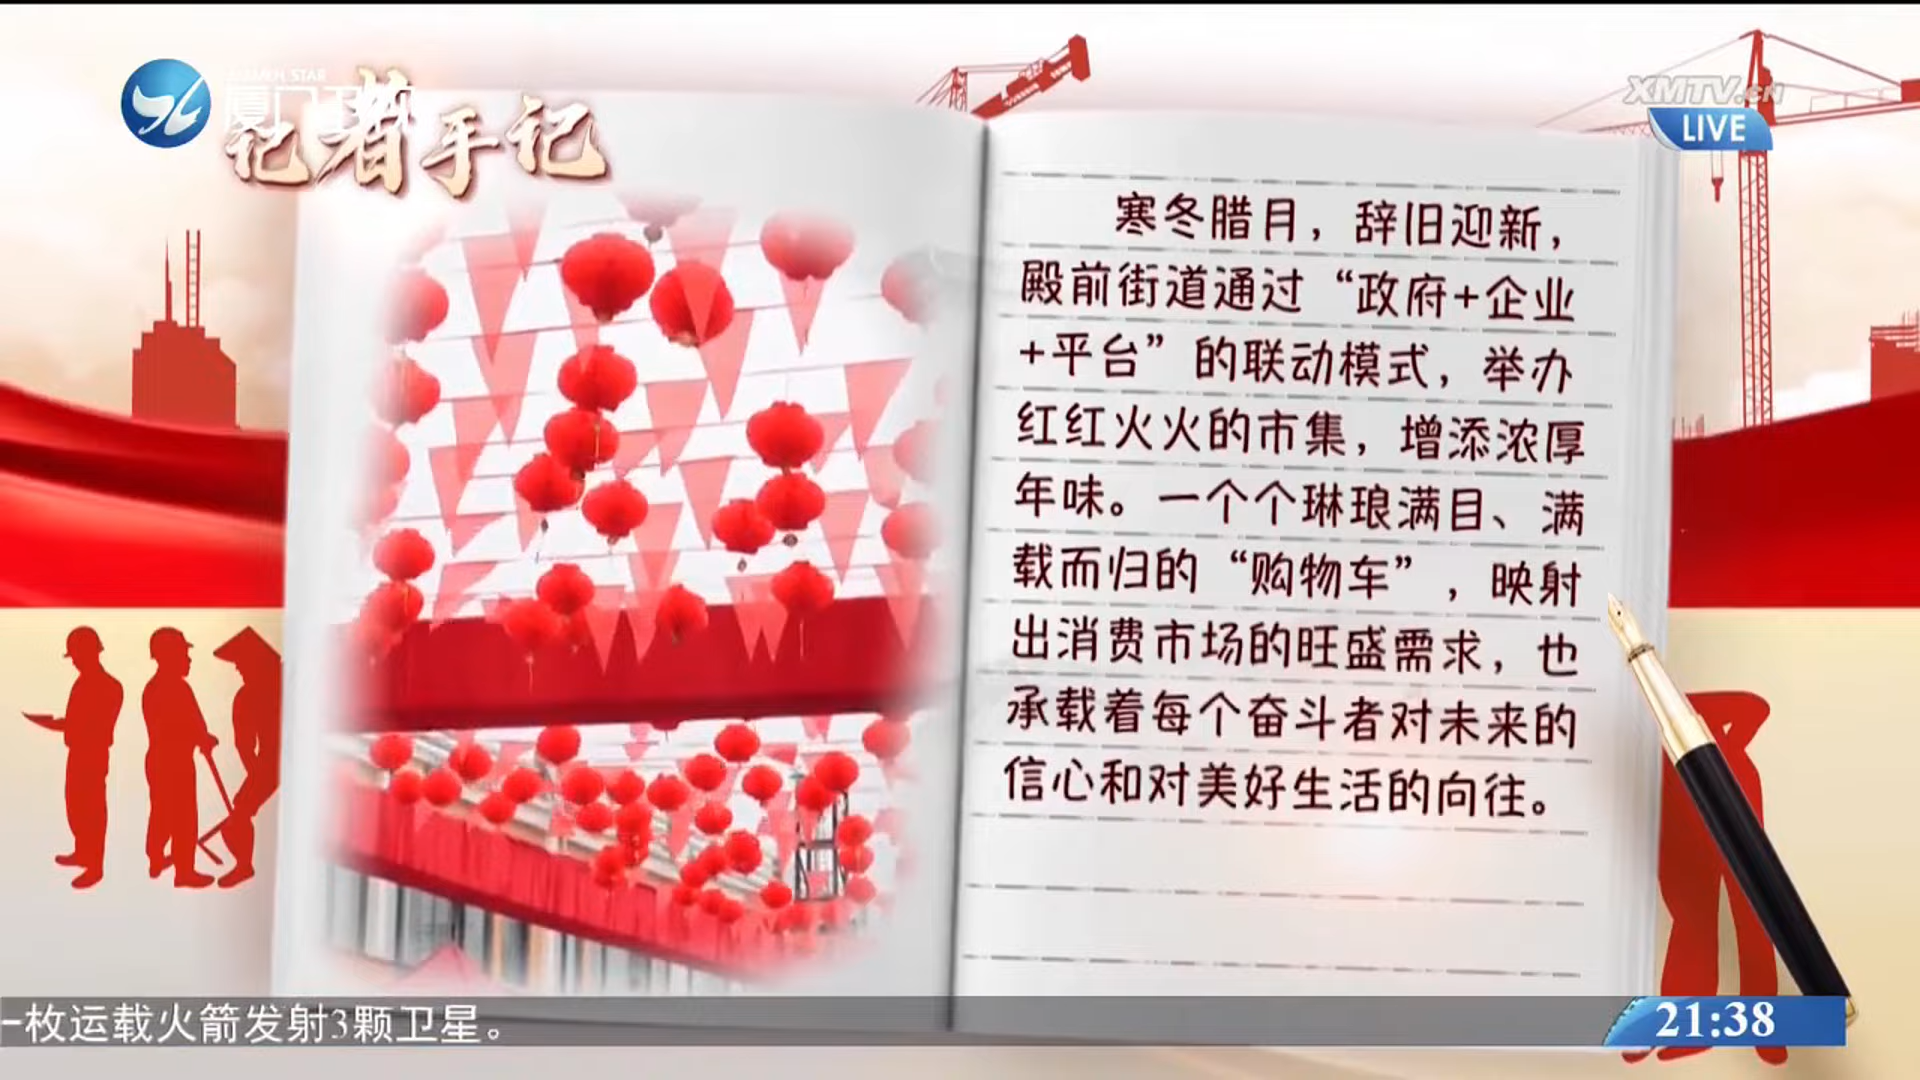 厦门卫视
XIAMEN STAR
记者手记
XMTV.CN
LIVE
寒冬腊月，辞旧迎新，
殿前街道通过“政府+企业
+平台”的联动模式，举办
红红火火的市集，增添浓厚
年味。一个个琳琅满目、满
载而归的“购物车”，映射
出消费市场的旺盛需求，也
承载着每个奋斗者对未来的
信心和对美好生活的向往。
一枚运载火箭发射3颗卫星。
21:38